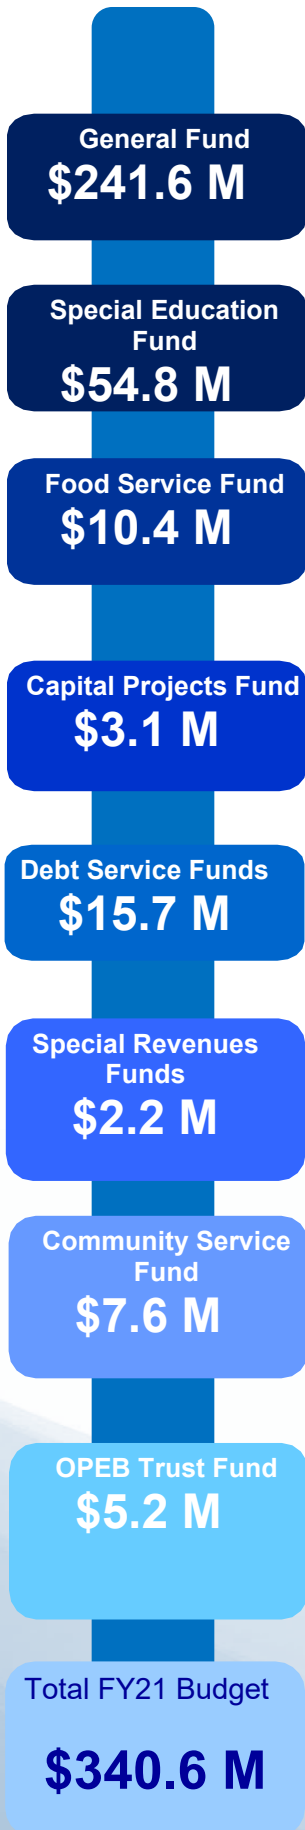 General Fund
$241.6 M
Special Education
Fund
$54.8 M
Food Service Fund
$10.4 M
Capital Projects Fund
$3.1 M
Debt Service Funds
$15.7 M
Special Revenues
Funds
$2.2 M
Community Service
Fund
$7.6 M
OPEB Trust Fund
$5.2 M
Total FY21 Budget
$340.6 M